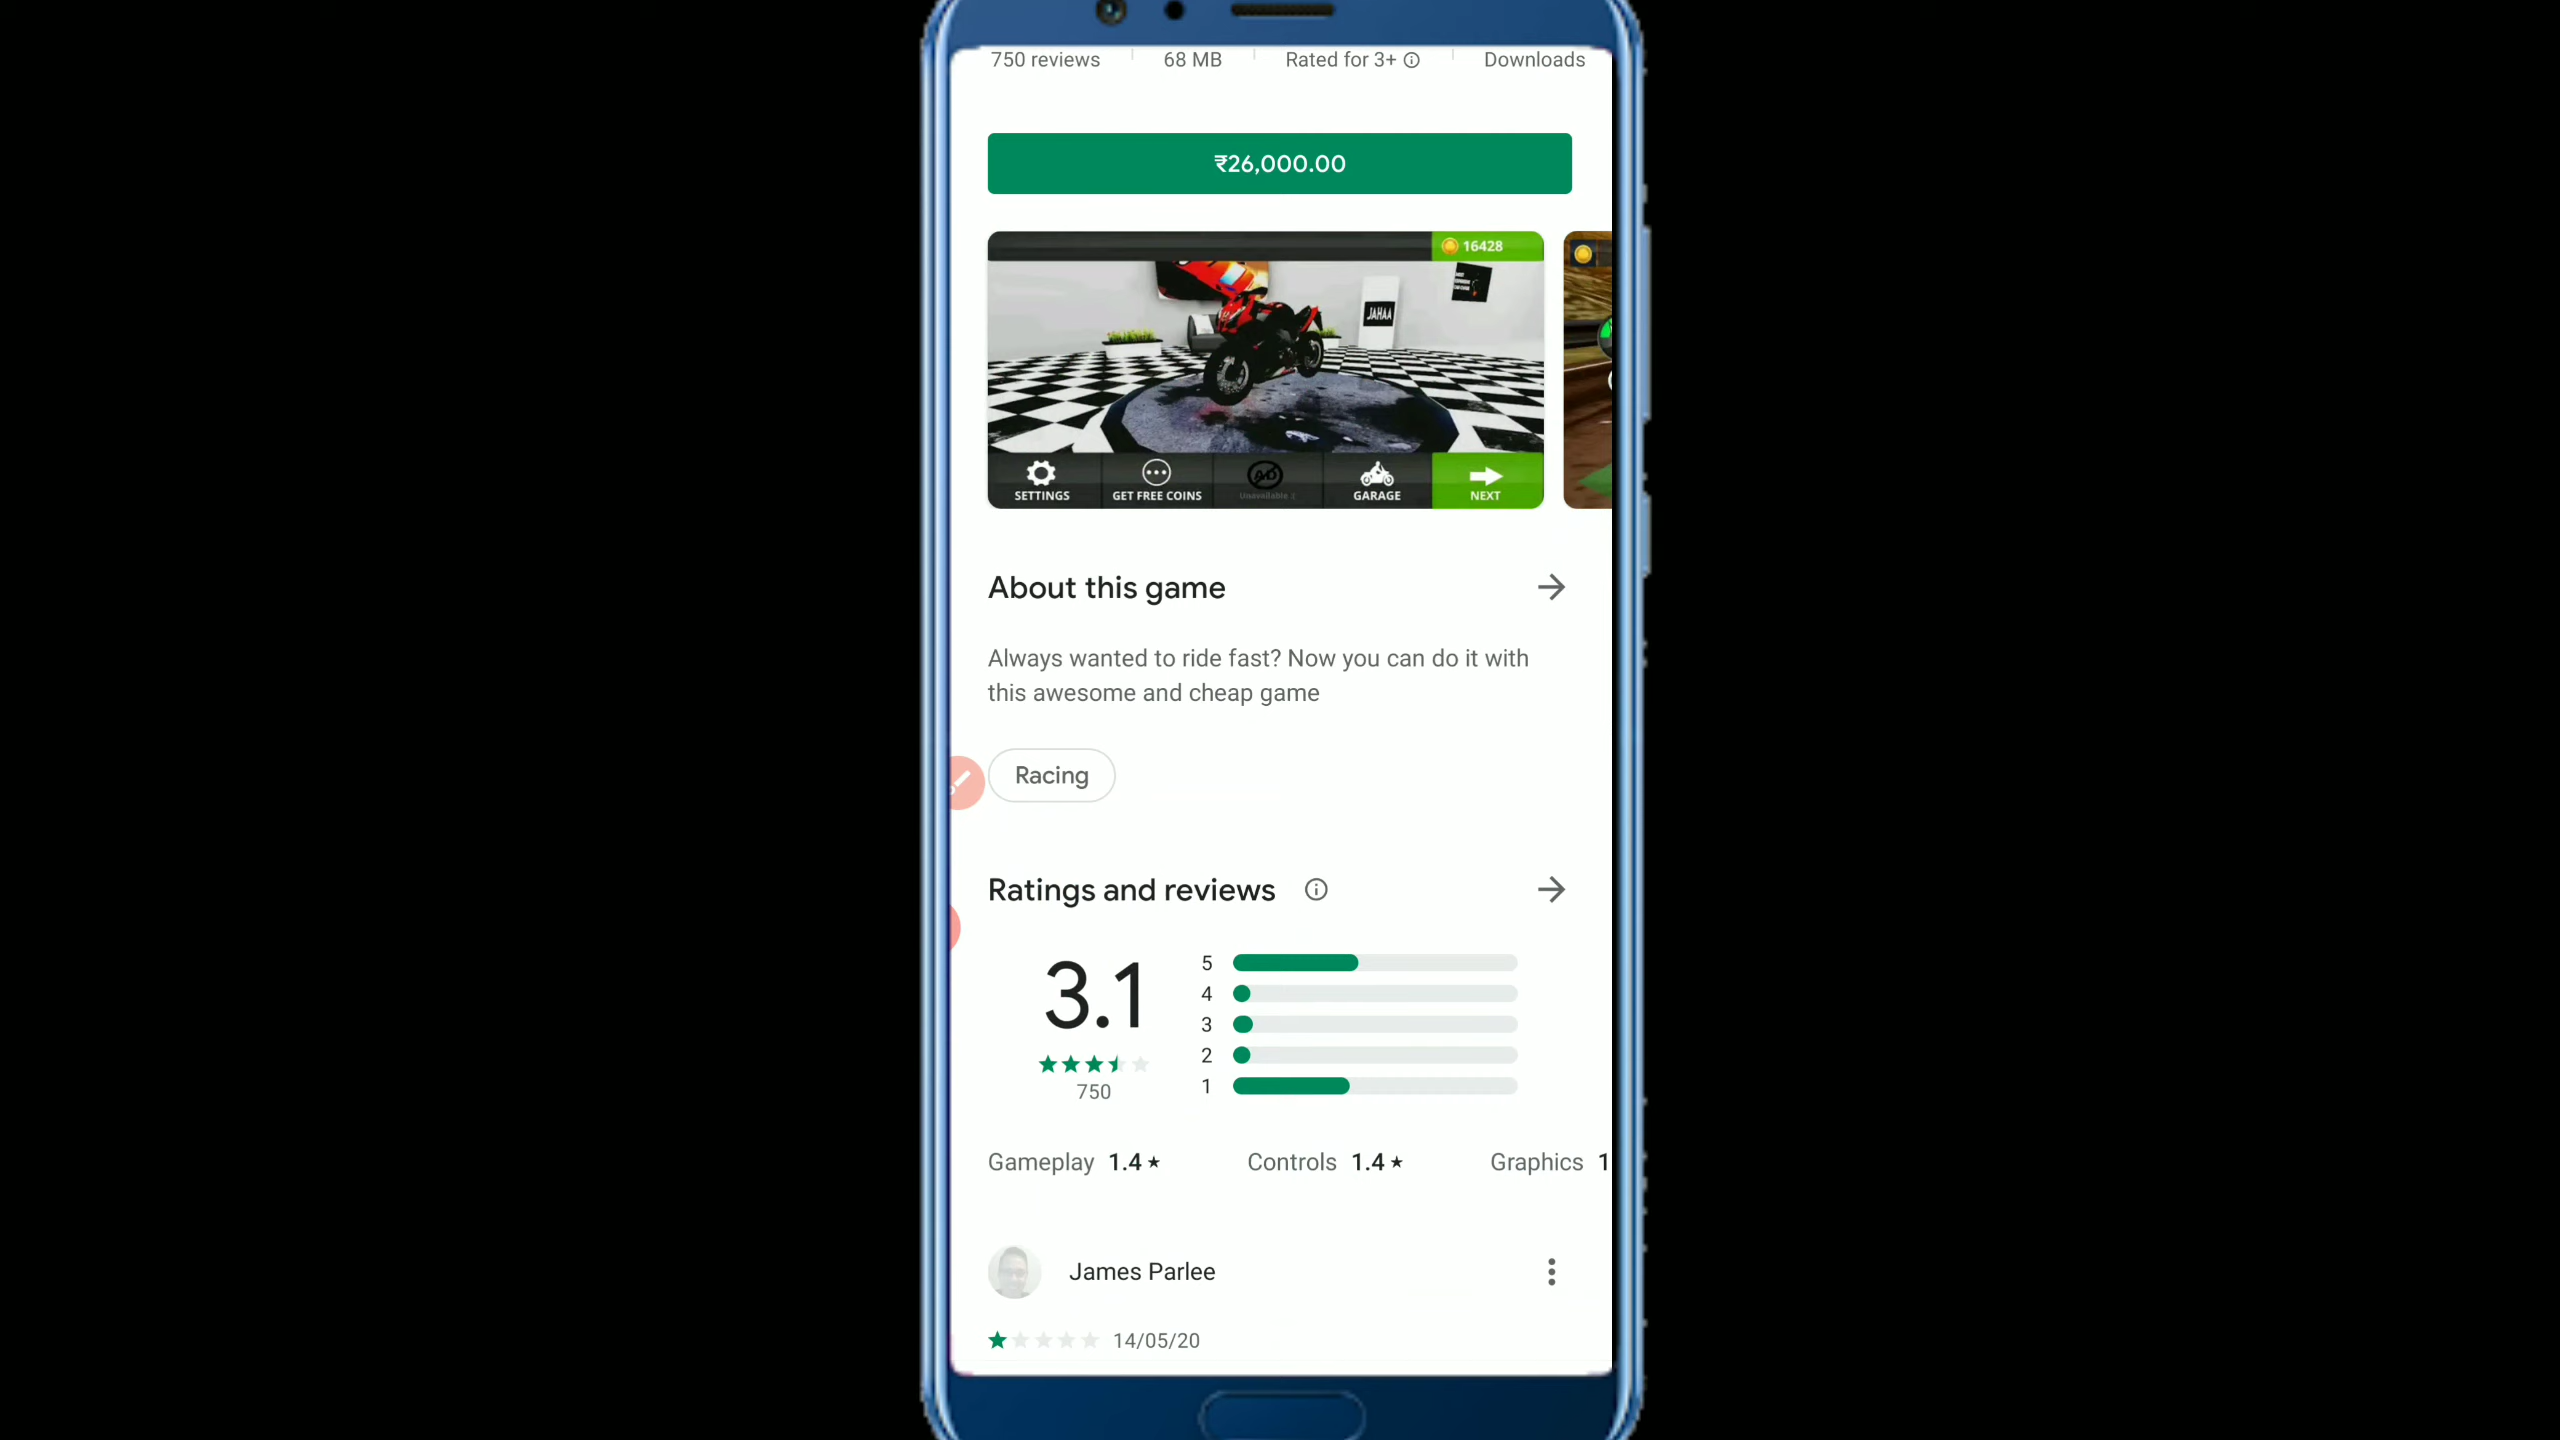 750 reviews
68 MB
Rated for 3+
Downloads
₹26,000.00
16428
JAHAA
SETTINGS
GET FREE COINS
AD
GARAGE
NEXT
About this game
Always wanted to ride fast? Now you can do it with
this awesome and cheap game
Racing
Ratings and reviews
3.1
750
5
4
3
2
1
Gameplay 1.4★
Controls 1.4★
Graphics 1
James Parlee
14/05/20